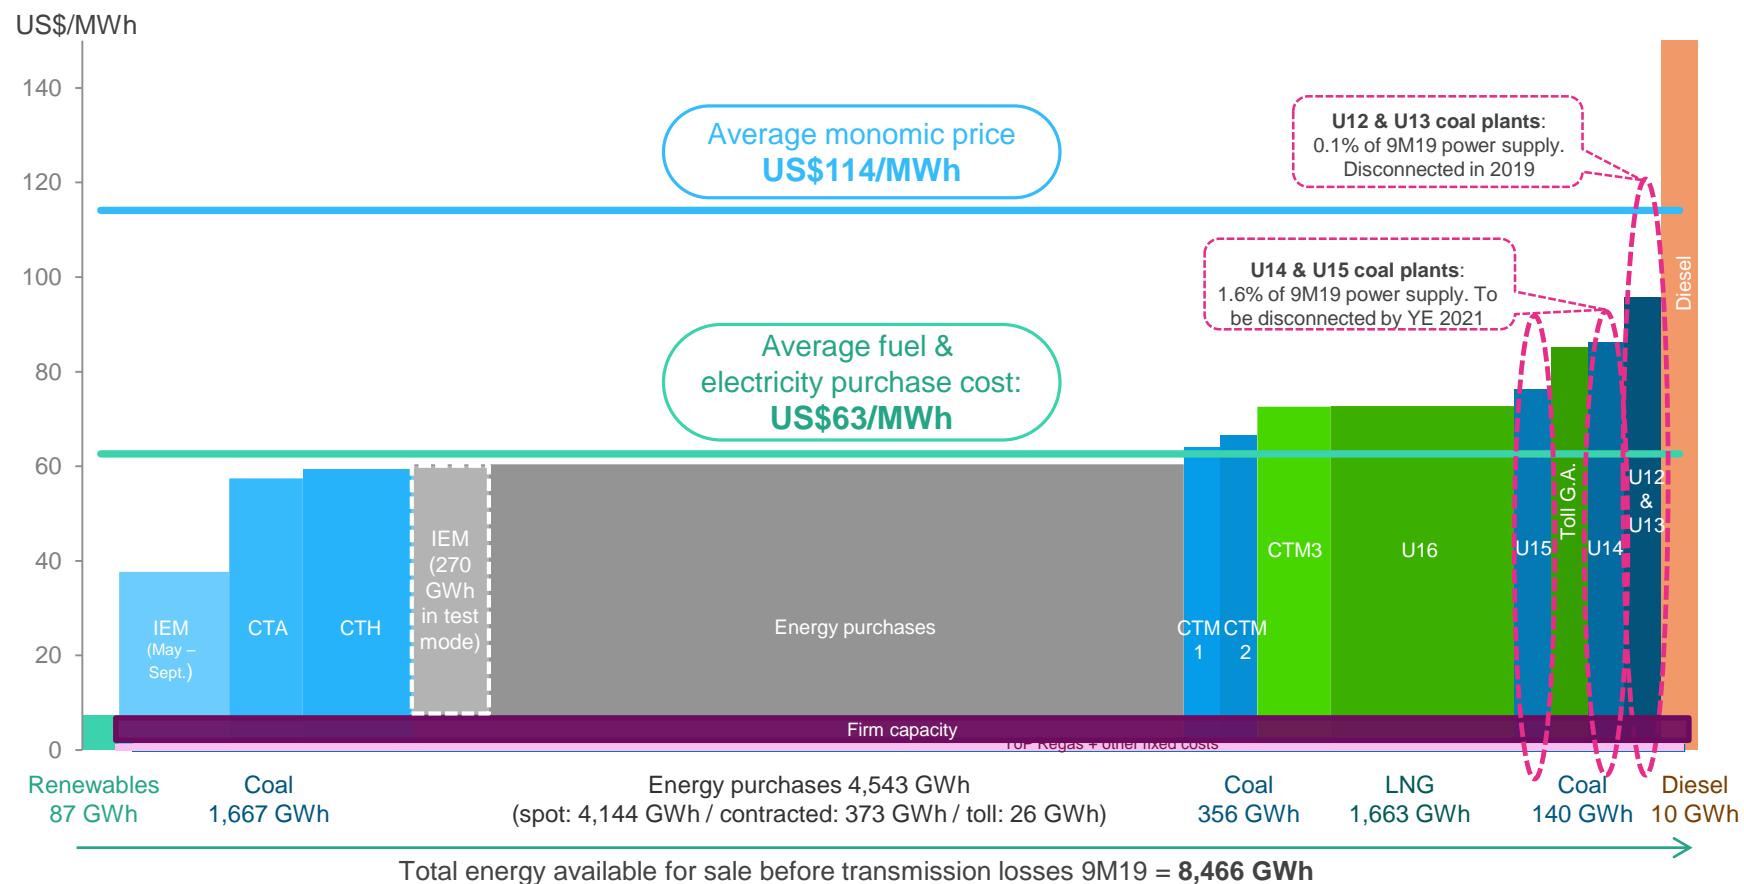 US$/MWh
140
120
100
80
60
40
20
0
Average monomic price
US$114/MWh
Average fuel &
electricity purchase cost:
US$63/MWh
U12 & U13 coal plants:
0.1% of 9M19 power supply.
Disconnected in 2019
U14 & U15 coal plants:
1.6% of 9M19 power supply. To
be disconnected by YE 2021
IEM
(May –
Sept.)
CTA
CTH
IEM
(270
GWh
in test
mode)
Energy purchases
CTM
1
CTM
2
CTM3
U16
U15
Toll G.A.
U14
U12
&
U13
Diesel
Firm capacity
ToP Regas + other fixed costs
Renewables
87 GWh
Coal
1,667 GWh
Energy purchases 4,543 GWh
(spot: 4,144 GWh / contracted: 373 GWh / toll: 26 GWh)
Coal
356 GWh
LNG
1,663 GWh
Coal
140 GWh
Diesel
10 GWh
Total energy available for sale before transmission losses 9M19 = 8,466 GWh